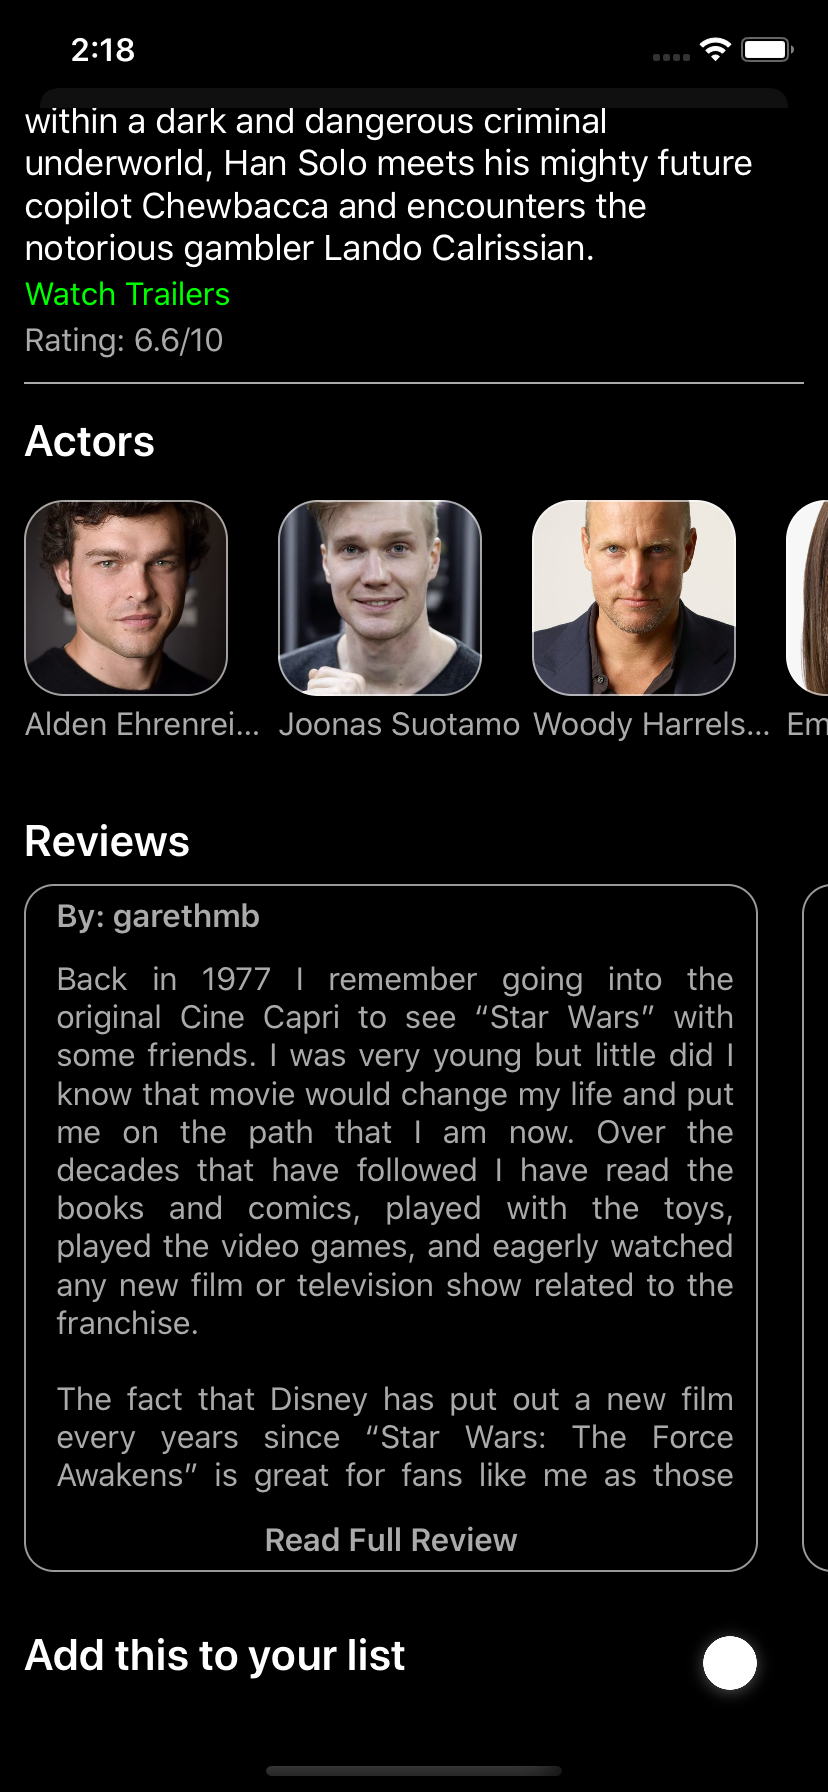 2:18
within a dark and dangerous criminal
underworld, Han Solo meets his mighty future
copilot Chewbacca and encounters the
notorious gambler Lando Calrissian.
Watch Trailers
Rating: 6.6/10
Actors
Alden Ehrenrei...
Joonas Suotamo
Woody Harrels...
Em
Reviews
By: garethmb
Back in 1977 I remember going into the
original Cine Capri to see “Star Wars” with
some friends. I was very young but little did I
know that movie would change my life and put
me on the path that I am now. Over the
decades that have followed I have read the
books and comics, played with the toys,
played the video games, and eagerly watched
any new film or television show related to the
franchise.
The fact that Disney has put out a new film
every years since “Star Wars: The Force
Awakens” is great for fans like me as those
Read Full Review
Add this to your list